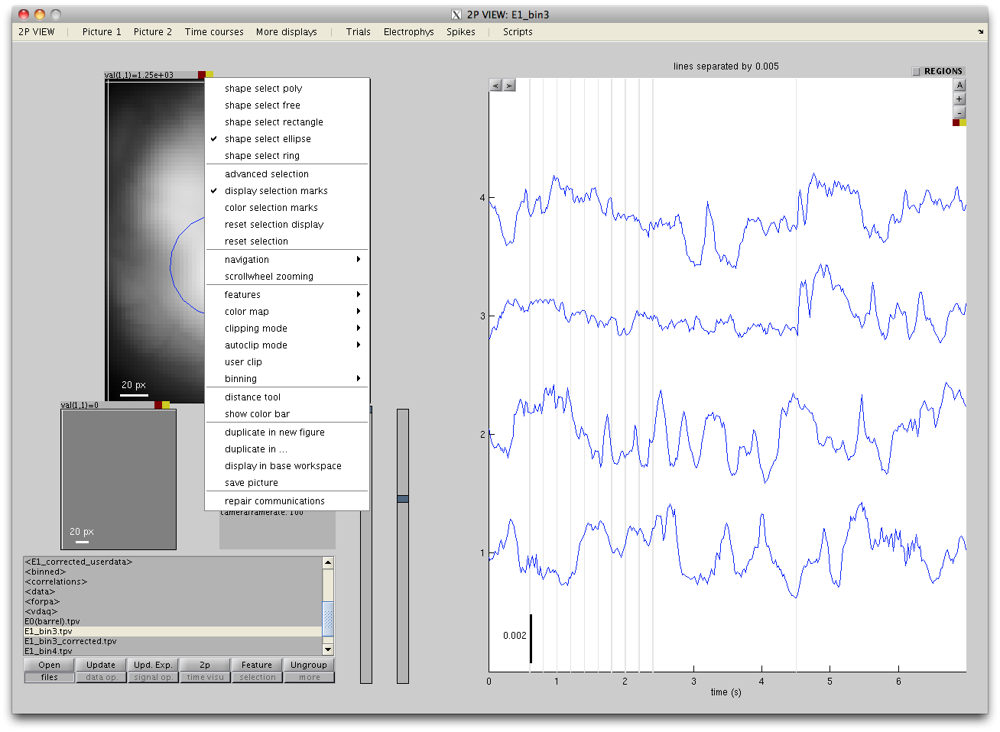 X 2P VIEW: E1_bin3
2P VIEW | Picture 1 Picture 2 Time courses More displays | Trials Electrophys Spikes | Scripts
val(1,1)=1.25e+03
shape select poly
shape select free
shape select rectangle
shape select ellipse
shape select ring
advanced selection
display selection marks
color selection marks
reset selection display
reset selection
navigation
scrollwheel zooming
features
color map
clipping mode
autoclip mode
user clip
binning
distance tool
show color bar
duplicate in new figure
duplicate in ...
display in base workspace
save picture
repair communications
20 px
val(1,1)=0
20 px
cameraframerate: 100
<E1_corrected_userdata>
<binned>
<correlations>
<data>
<forpa>
<vdaq>
E0(barrel).tpv
E1_bin3.tpv
E1_bin3_corrected.tpv
E1_bin4.tpv
Open Update Upd. Exp. 2p Feature Ungroup
files data op. signal op. time visu selection more
lines separated by 0.005
REGIONS
< >
A
+
-
4
3
2
1
0.002
0 1 2 3 4 5 6
time (s)